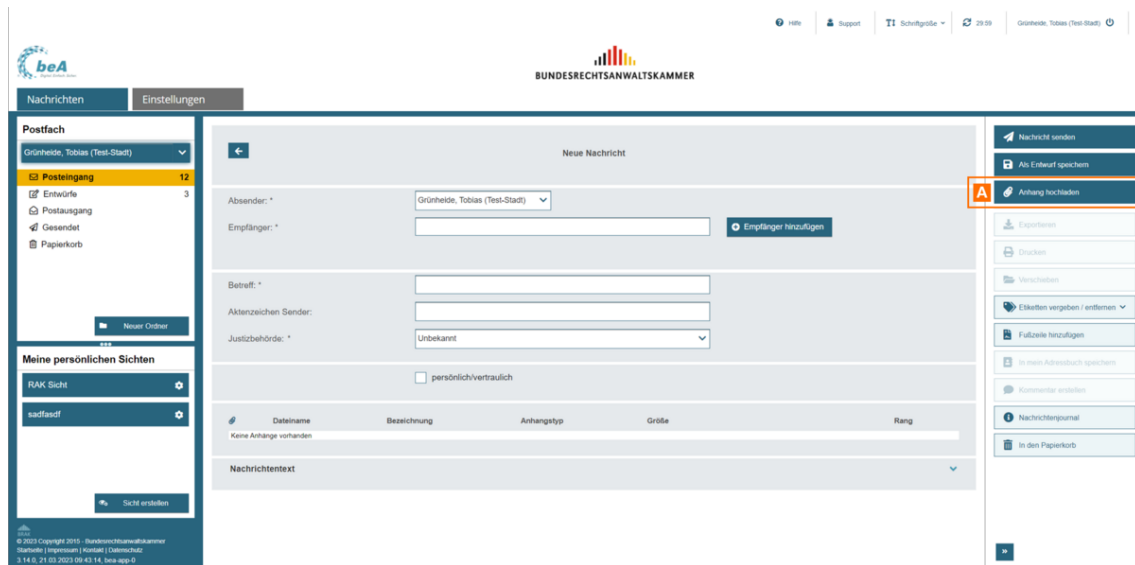 Hilfe
Support
Schriftgröße
29:59
Grünheide, Tobias (Test-Stadt)
beA
BUNDESRECHTSANWALTSKAMMER
Nachrichten
Einstellungen
Postfach
Grünheide, Tobias (Test-Stadt)
Posteingang 12
Entwürfe 3
Postausgang
Gesendet
Papierkorb
Neuer Ordner
Meine persönlichen Sichten
RAK Sicht
sadfasdf
Sicht erstellen
© 2023 Copyright 2015 - Bundesrechtsanwaltskammer
Startseite | Impressum | Kontakt | Datenschutz
3.14.0, 21.03.2023 09:43:14, bea-app-0
Neue Nachricht
Absender: * Grünheide, Tobias (Test-Stadt)
Empfänger: * Empfänger hinzufügen
Betreff: *
Aktenzeichen Sender:
Justizbehörde: * Unbekannt
persönlich/vertraulich
Dateiname Bezeichnung Anhangstyp Größe Rang
Keine Anhänge vorhanden
Nachrichtentext
Nachricht senden
Als Entwurf speichern
A Anhang hochladen
Exportieren
Drucken
Verschieben
Etiketten vergeben / entfernen
Fußzeile hinzufügen
In mein Adressbuch speichern
Kommentar erstellen
Nachrichtenjournal
In den Papierkorb